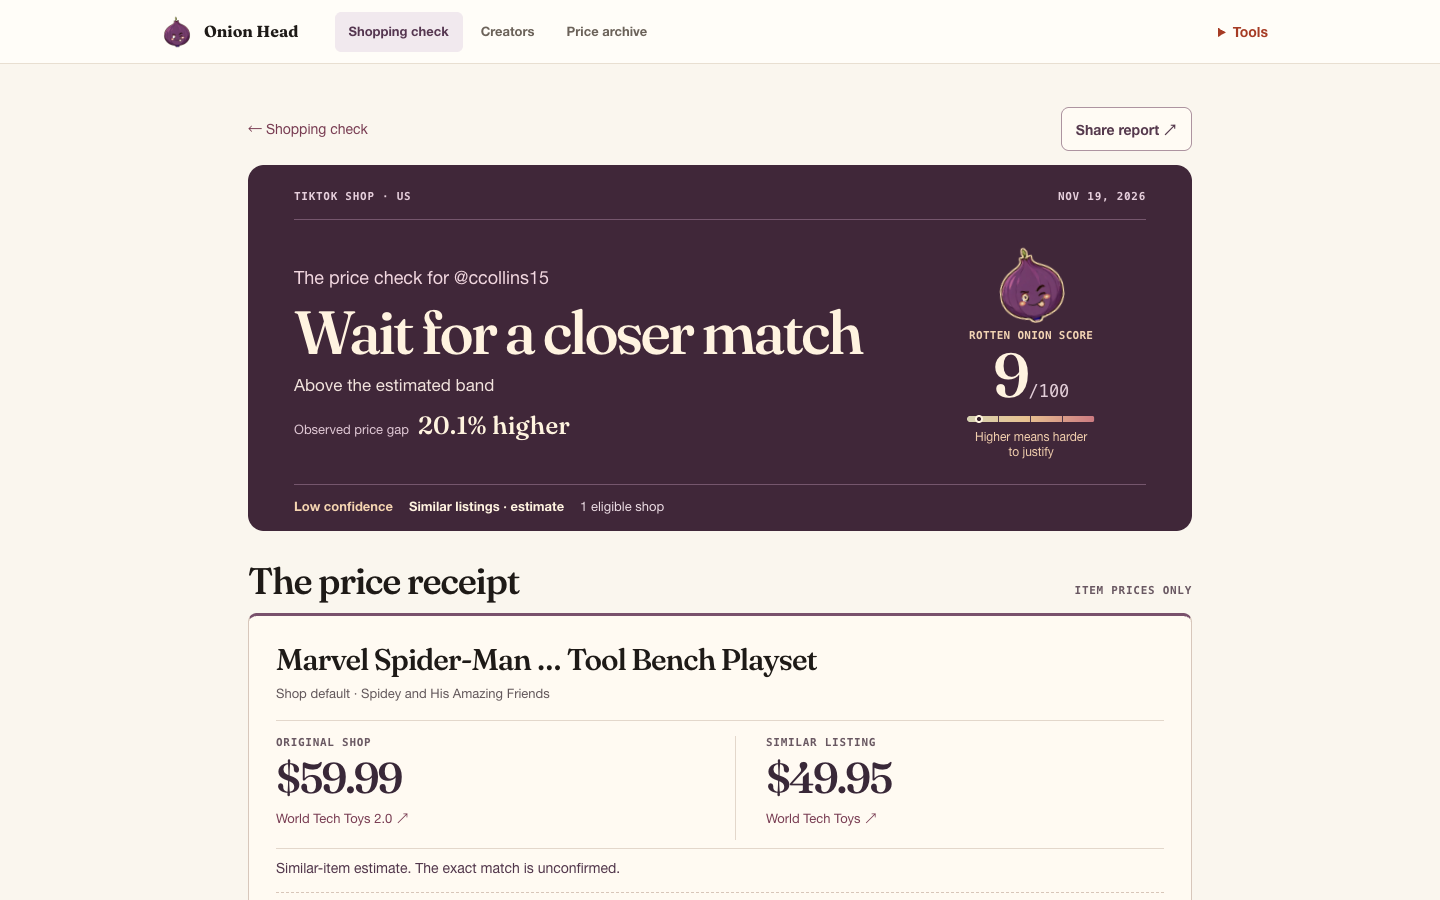 Onion Head
Shopping check
Creators
Price archive
▶ Tools
← Shopping check
Share report ↗
TIKTOK SHOP · US
NOV 19, 2026
The price check for @ccollins15
Wait for a closer match
Above the estimated band
Observed price gap 20.1% higher
ROTTEN ONION SCORE
9/100
Higher means harder
to justify
Low confidence Similar listings · estimate 1 eligible shop
The price receipt
ITEM PRICES ONLY
Marvel Spider-Man ... Tool Bench Playset
Shop default · Spidey and His Amazing Friends
ORIGINAL SHOP
$59.99
World Tech Toys 2.0 ↗
SIMILAR LISTING
$49.95
World Tech Toys ↗
Similar-item estimate. The exact match is unconfirmed.